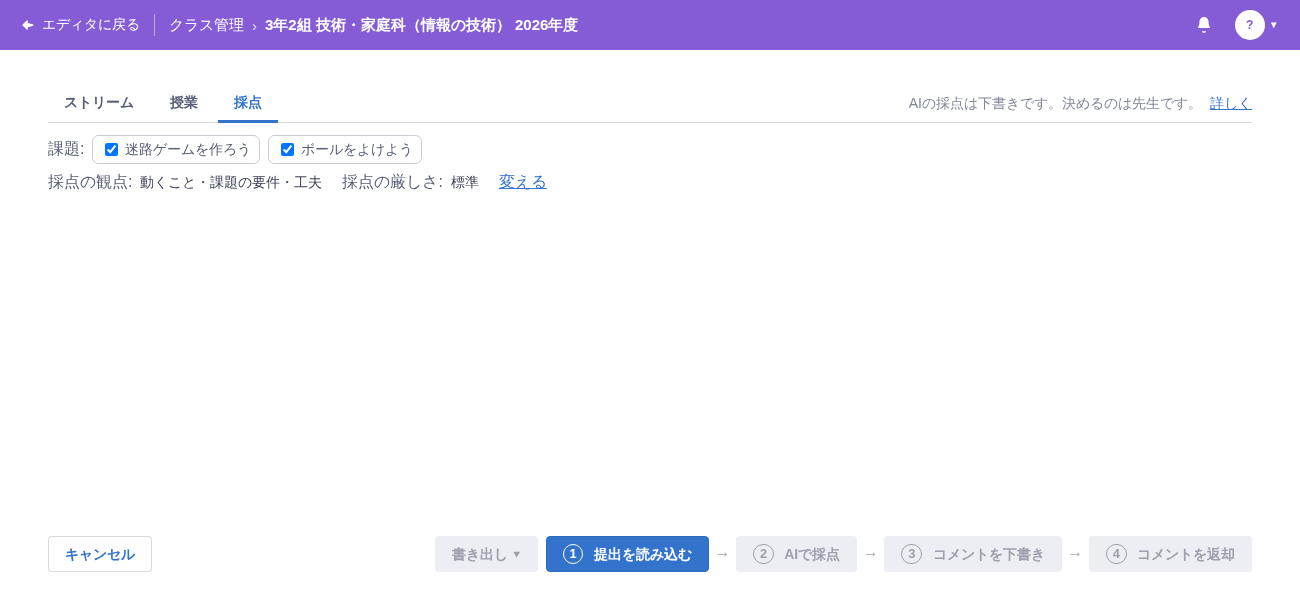 エディタに戻る クラス管理 › 3年2組 技術・家庭科（情報の技術） 2026年度 ? ▼
ストリーム 授業 採点 AIの採点は下書きです。決めるのは先生です。 詳しく
課題: 迷路ゲームを作ろう ボールをよけよう
採点の観点: 動くこと・課題の要件・工夫 採点の厳しさ: 標準 変える
キャンセル 書き出し ▼ 1 提出を読み込む → 2 AIで採点 → 3 コメントを下書き → 4 コメントを返却